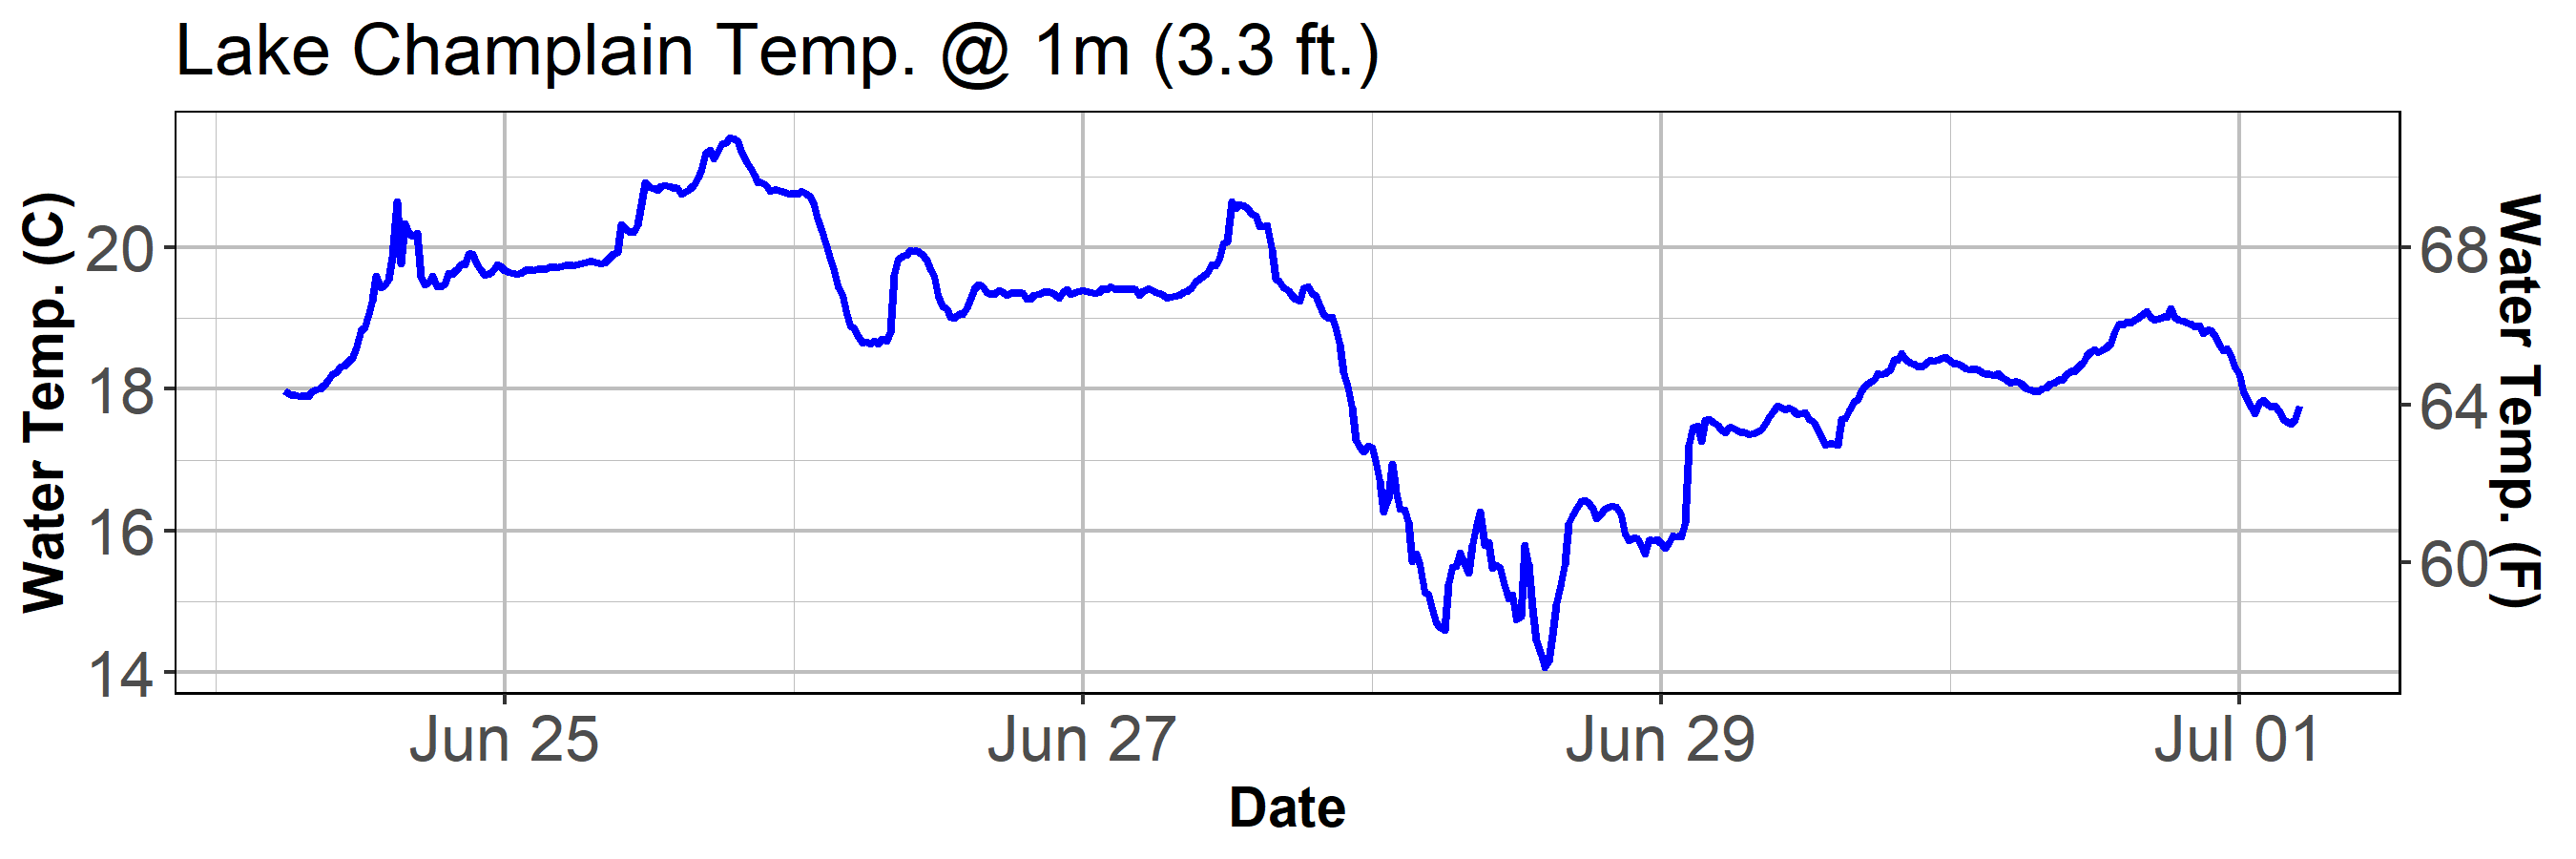 Lake Champlain Temp. @ 1m (3.3 ft.)
Water Temp. (C)
20
18
16
14
68
64
60
Water Temp. (F)
Jun 25
Jun 27
Jun 29
Jul 01
Date